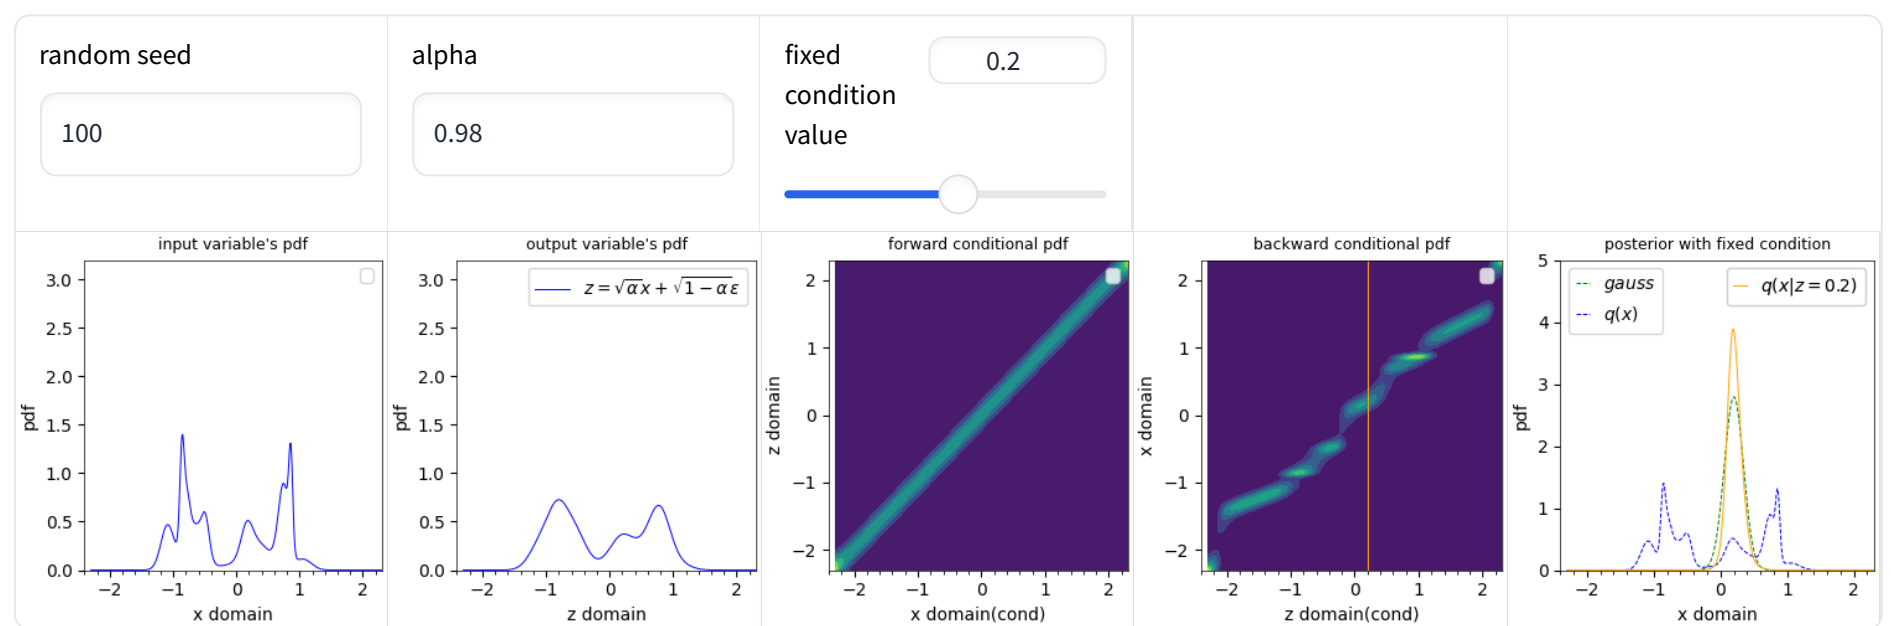 random seed
100
alpha
0.98
fixed
condition
value
0.2
input variable's pdf
3.0
2.5
2.0
1.5
1.0
0.5
0.0
pdf
−2 −1 0 1 2
x domain
output variable's pdf
z = √αx + √1 − αε
3.0
2.5
2.0
1.5
1.0
0.5
0.0
pdf
−2 −1 0 1 2
z domain
forward conditional pdf
2
1
0
−1
−2
z domain
−2 −1 0 1 2
x domain(cond)
backward conditional pdf
2
1
0
−1
−2
x domain
−2 −1 0 1 2
z domain(cond)
posterior with fixed condition
gauss
q(x)
q(x|z = 0.2)
5
4
3
2
1
0
pdf
−2 −1 0 1 2
x domain